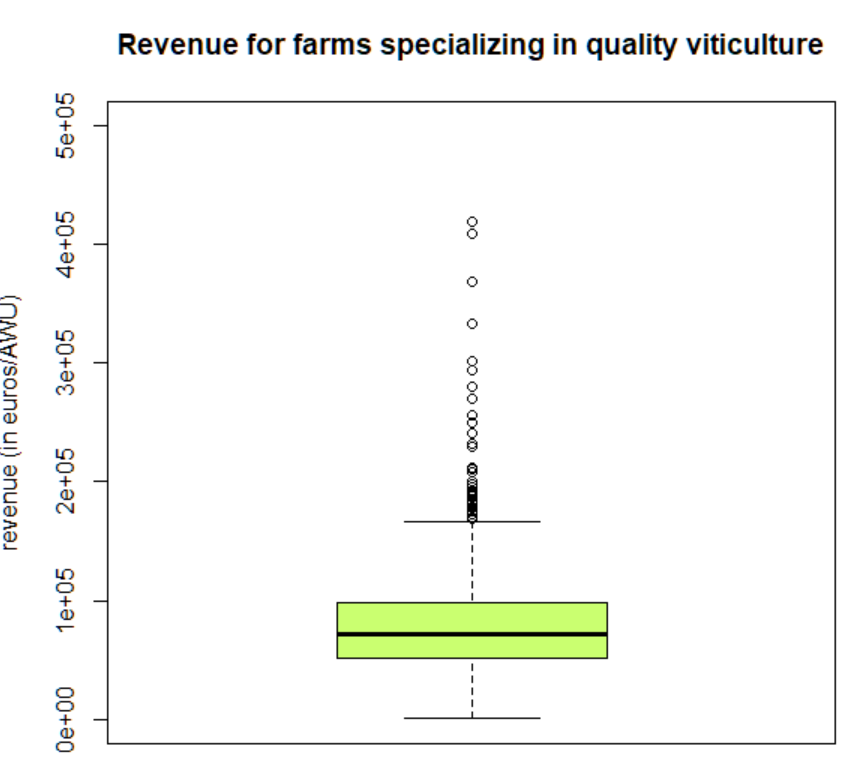 Revenue for farms specializing in quality viticulture
5e+05
4e+05
3e+05
2e+05
1e+05
0e+00
revenue (in euros/AWU)